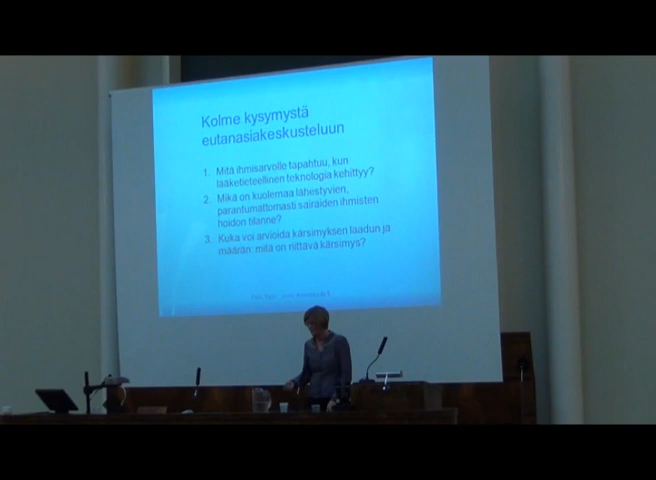 Kolme kysymystä
eutanasiakeskusteluun
1. Mitä ihmisarvolle tapahtuu, kun
lääketieteellinen teknologia kehittyy?
2. Mikä on kuolemaa lähestyvien,
parantumattomasti sairaiden ihmisten
hoidon tilanne?
3. Kuka voi arvioida kärsimyksen laadun ja
määrän: mitä on riittävä kärsimys?